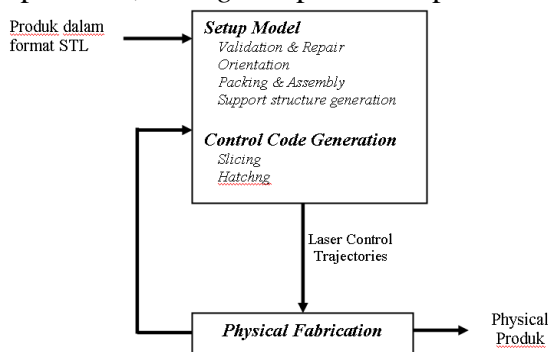 Produk dalam
format STL
Setup Model
Validation & Repair
Orientation
Packing & Assembly
Support structure generation
Control Code Generation
Slicing
Hatchng
Laser Control
Trajectories
Physical Fabrication
Physical
Produk